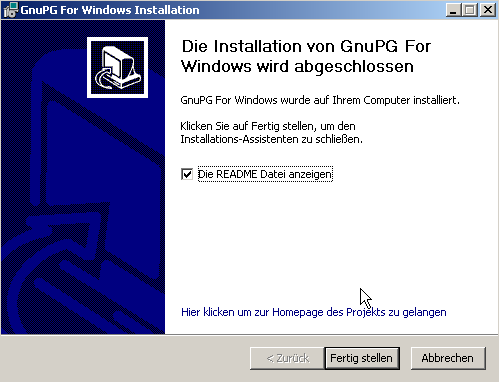 GnuPG For Windows Installation
Die Installation von GnuPG For
Windows wird abgeschlossen
GnuPG For Windows wurde auf Ihrem Computer installiert.
Klicken Sie auf Fertig stellen, um den
Installations-Assistenten zu schließen.
Die README Datei anzeigen
Hier klicken um zur Homepage des Projekts zu gelangen
< Zurück
Fertig stellen
Abbrechen